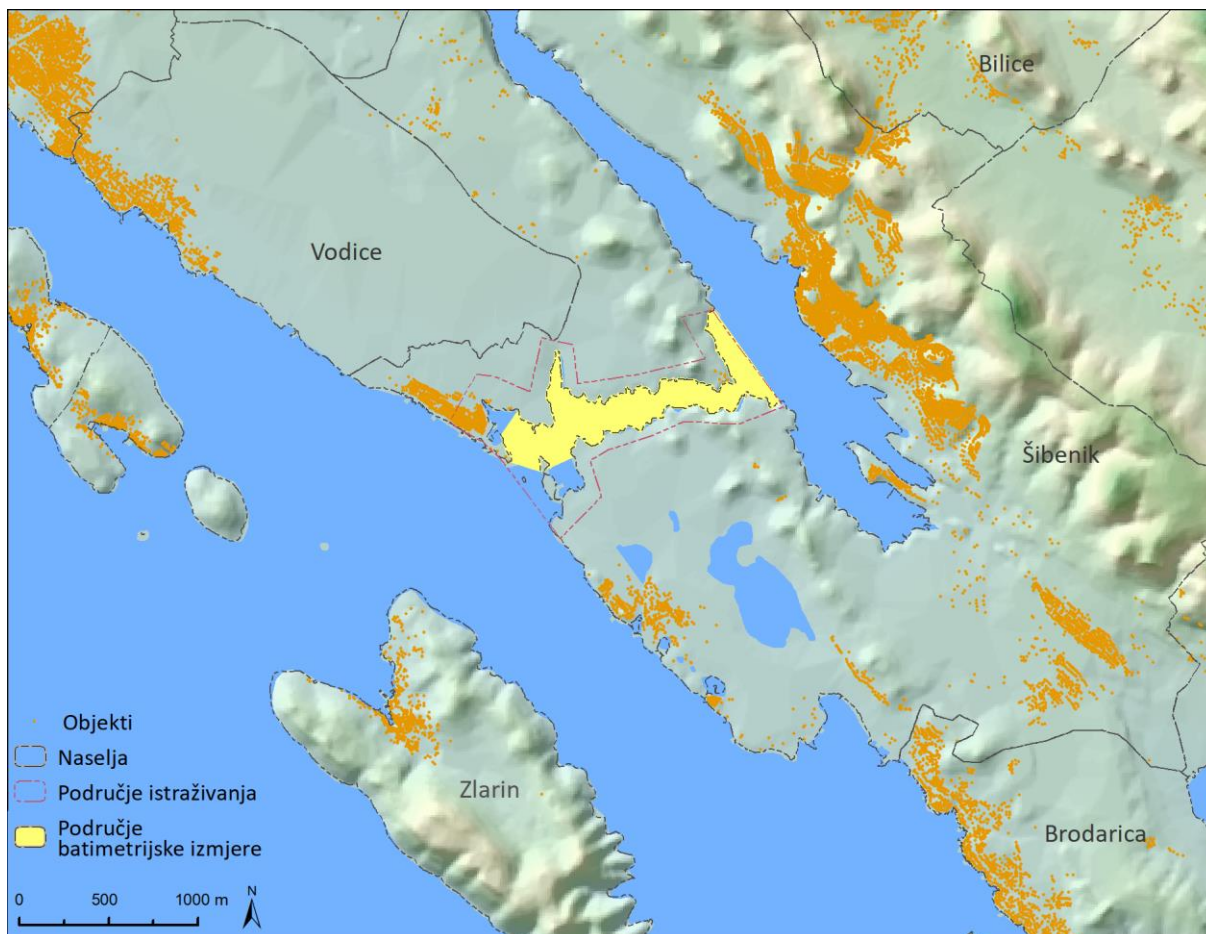 Bilice
Vodice
Šibenik
Zlarin
Brodarica
Objekti
Naselja
Područje istraživanja
Područje
batimetrijske izmjere
0 500 1000 m
N